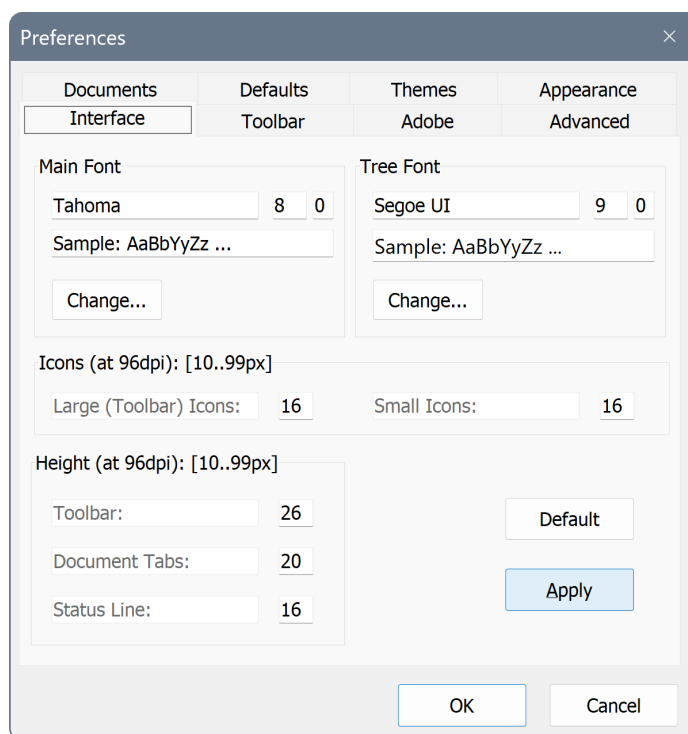 Preferences
Documents Defaults Themes Appearance
Interface Toolbar Adobe Advanced
Main Font
Tahoma 8 0
Sample: AaBbYyZz ...
Change...
Tree Font
Segoe UI 9 0
Sample: AaBbYyZz ...
Change...
Icons (at 96dpi): [10..99px]
Large (Toolbar) Icons: 16 Small Icons: 16
Height (at 96dpi): [10..99px]
Toolbar: 26
Document Tabs: 20
Status Line: 16
Default
Apply
OK Cancel